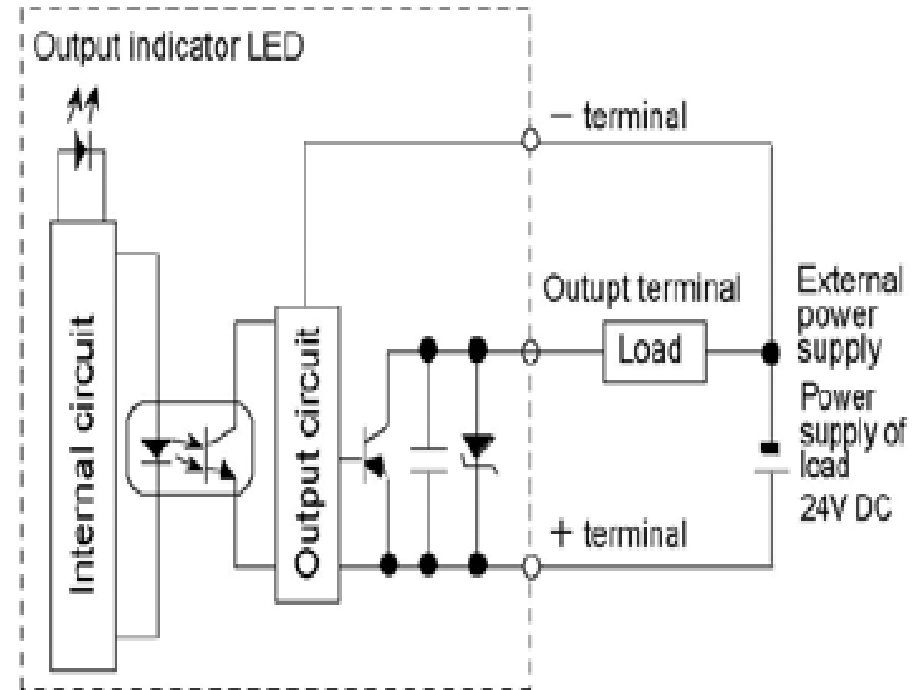 Output indicator LED
− terminal
Outupt terminal
External
power
supply
Load
Power
supply of
load
24V DC
Internal circuit
Output circuit
+ terminal